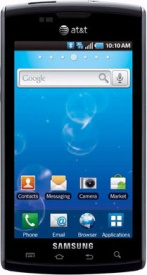 at&t
10:10 AM
Google
Contacts Messaging Camera Market
Phone Email Browser Applications
SAMSUNG